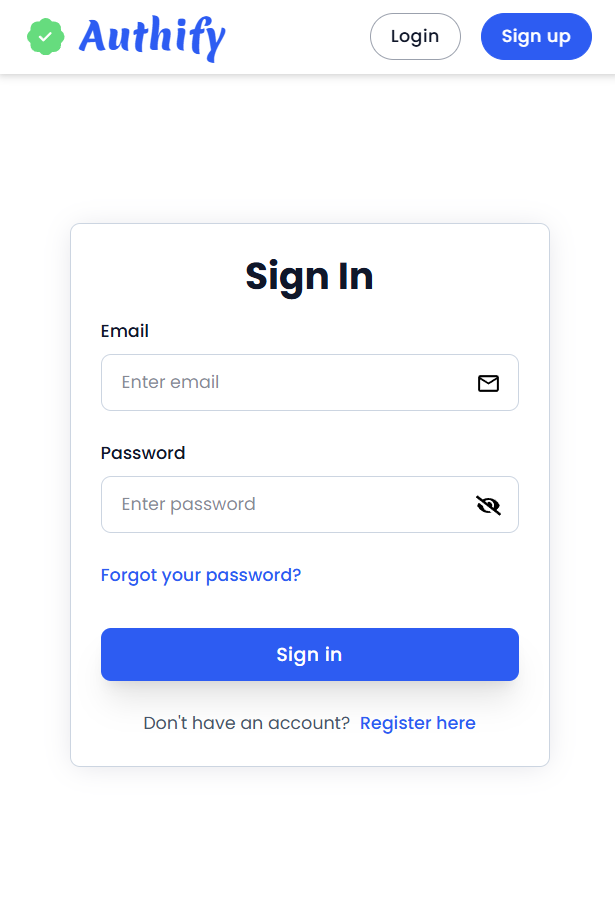 Authify
Login
Sign up
Sign In
Email
Enter email
Password
Enter password
Forgot your password?
Sign in
Don't have an account? Register here